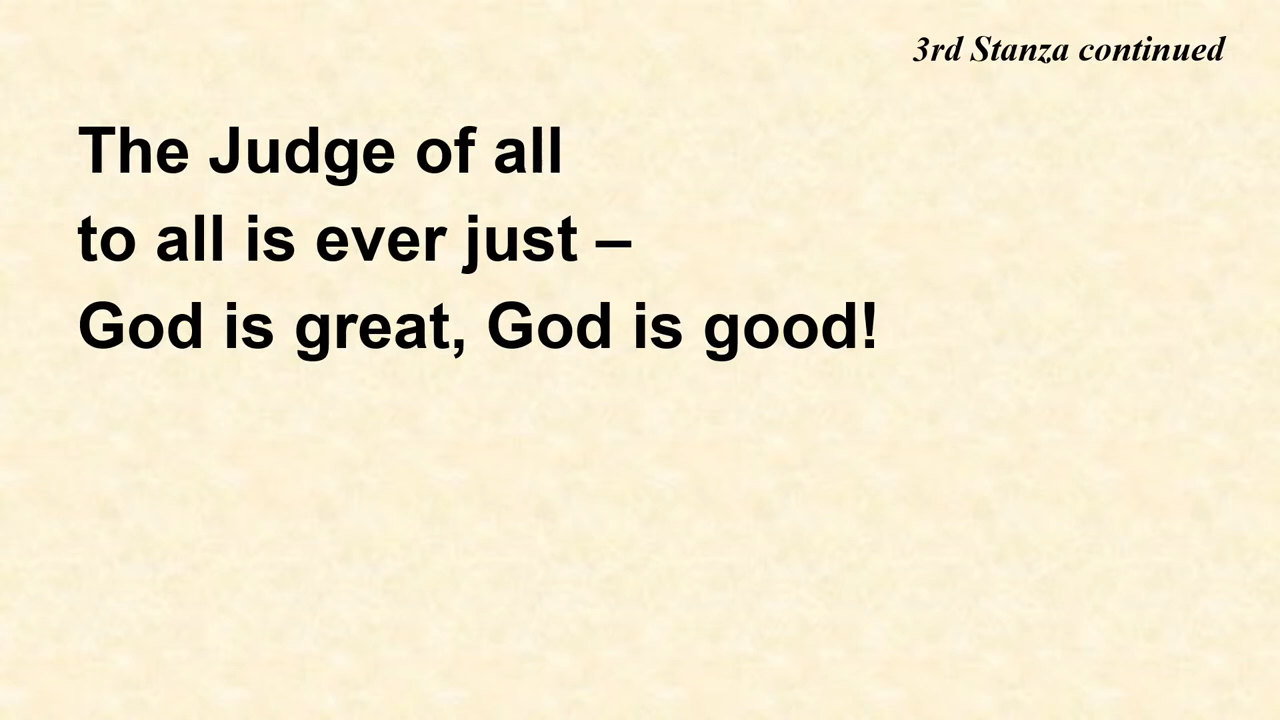 3rd Stanza continued
The Judge of all
to all is ever just –
God is great, God is good!